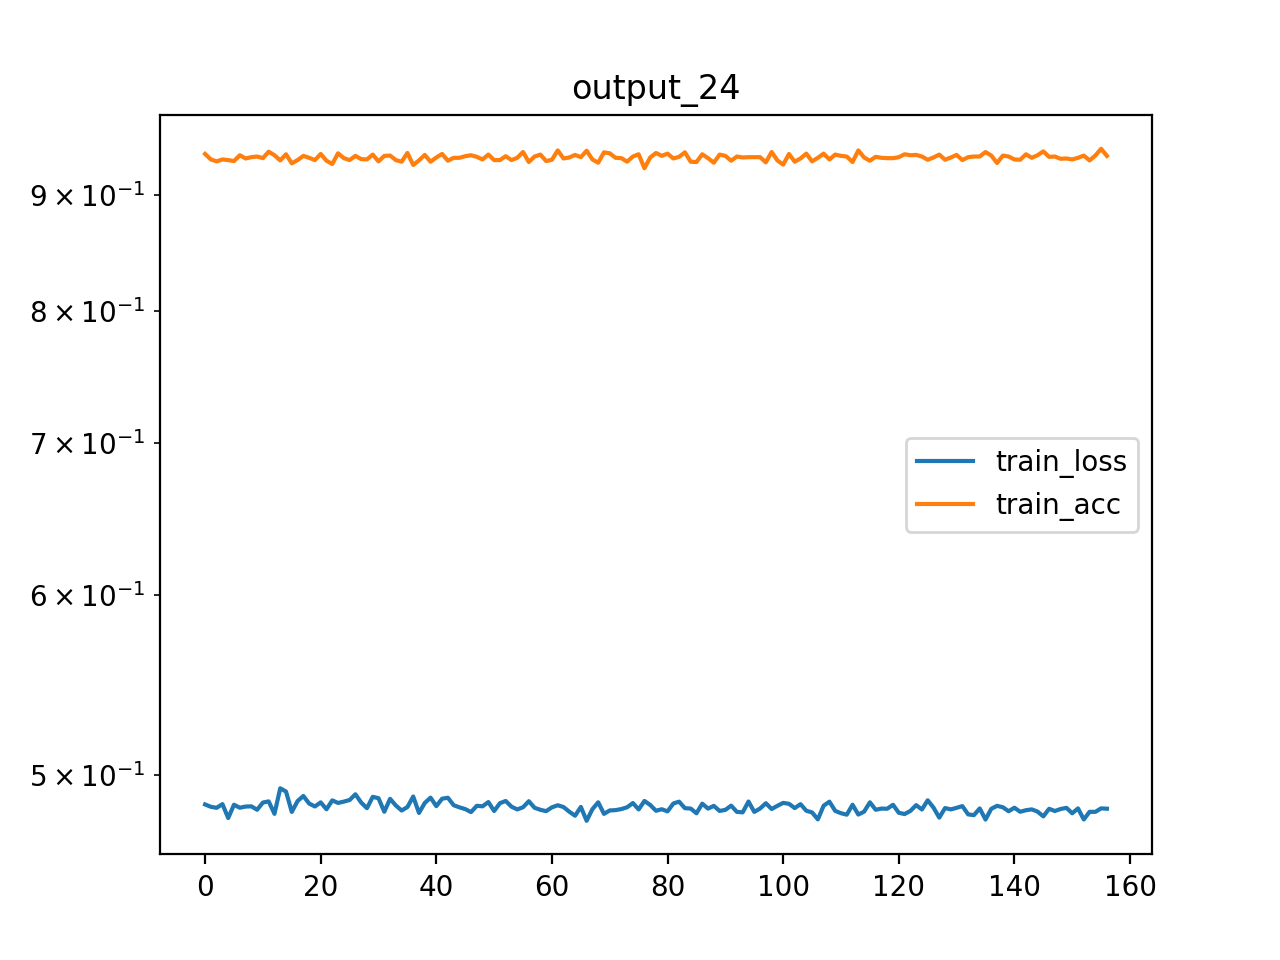 output_24
9 × 10⁻¹
8 × 10⁻¹
7 × 10⁻¹
6 × 10⁻¹
5 × 10⁻¹
train_loss
train_acc
0 20 40 60 80 100 120 140 160